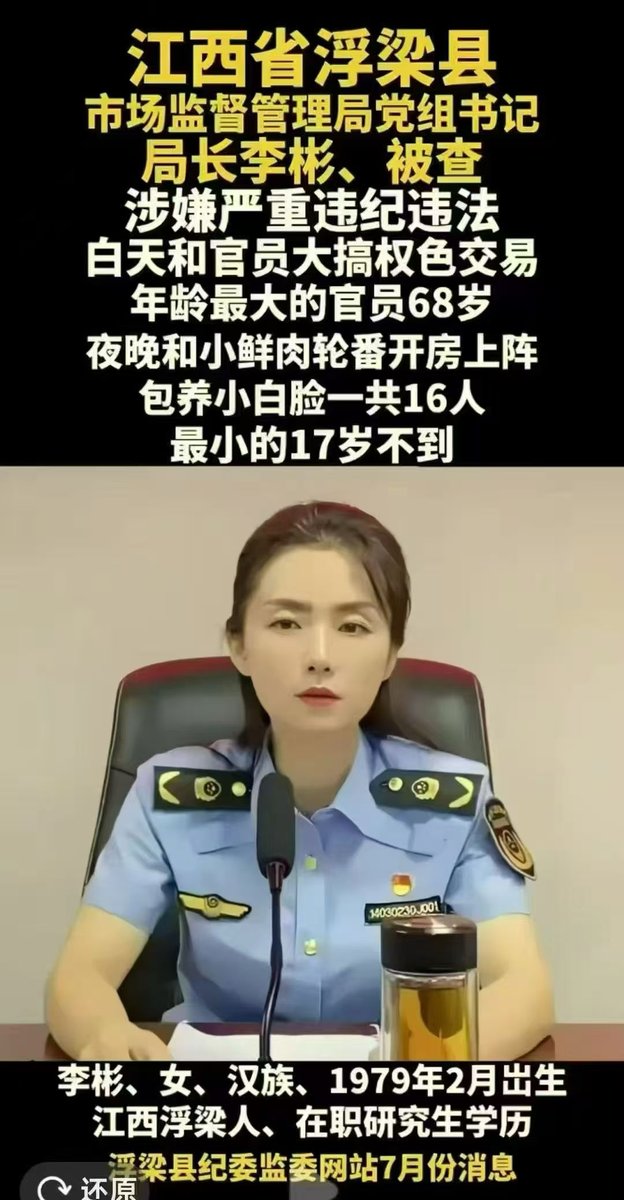 江西省浮梁县
市场监督管理局党组书记
局长李彬、被查
涉嫌严重违纪违法
白天和官员大搞权色交易
年龄最大的官员68岁
夜晚和小鲜肉轮番开房上阵
包养小白脸一共16人
最小的17岁不到
14030230J001
李彬、女、汉族、1979年2月出生
江西浮梁人、在职研究生学历
浮梁县纪委监委网站7月份消息
还原